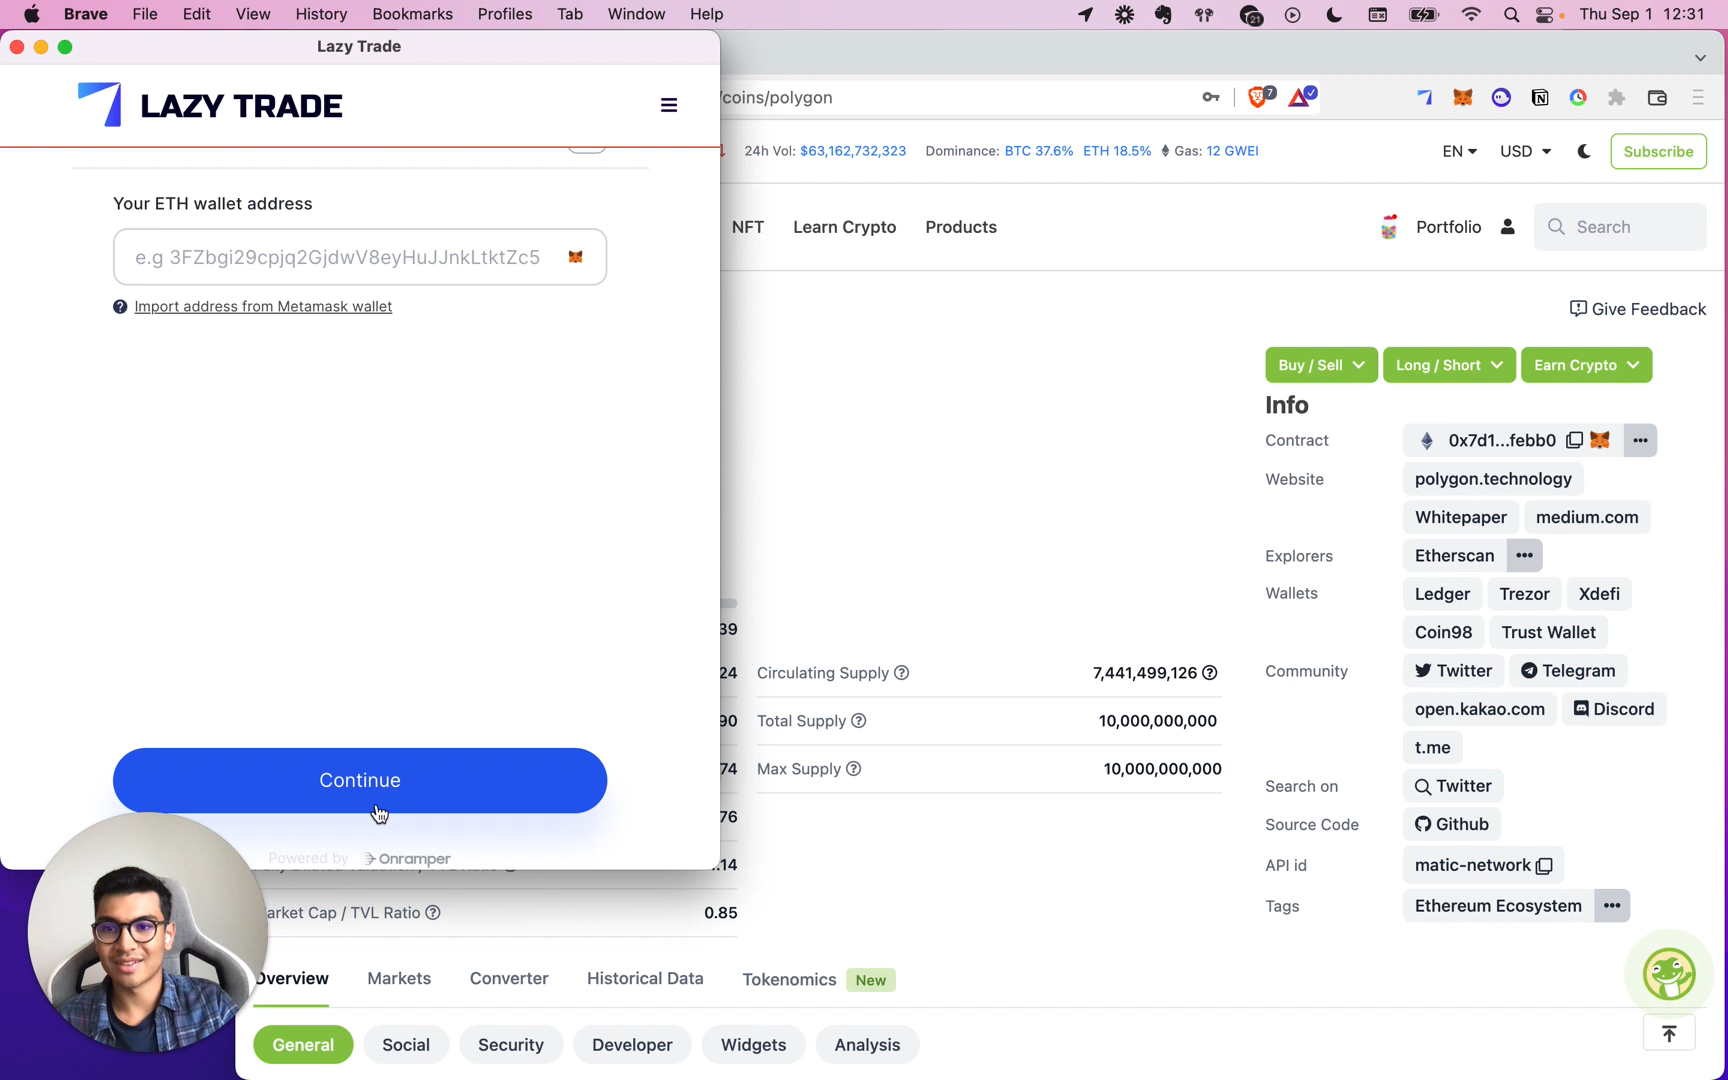 Brave File Edit View History Bookmarks Profiles Tab Window Help
21
Thu Sep 1 12:31
Lazy Trade
LAZY TRADE
/coins/polygon
7
24h Vol: $63,162,732,323 Dominance: BTC 37.6% ETH 18.5% Gas: 12 GWEI
EN USD Subscribe
NFT Learn Crypto Products
Portfolio Search
Your ETH wallet address
e.g 3FZbgi29cpjq2GjdwV8eyHuJJnkLtktZc5
Import address from Metamask wallet
Continue
Powered by Onramper
Give Feedback
Buy / Sell Long / Short Earn Crypto
Info
Contract 0x7d1...febb0
Website polygon.technology
Whitepaper medium.com
Explorers Etherscan
Wallets Ledger Trezor Xdefi
Coin98 Trust Wallet
Community Twitter Telegram
open.kakao.com Discord
t.me
Search on Twitter
Source Code Github
API id matic-network
Tags Ethereum Ecosystem
39
24 Circulating Supply 7,441,499,126
90 Total Supply 10,000,000,000
74 Max Supply 10,000,000,000
76
.14
arket Cap / TVL Ratio 0.85
Overview Markets Converter Historical Data Tokenomics New
General Social Security Developer Widgets Analysis